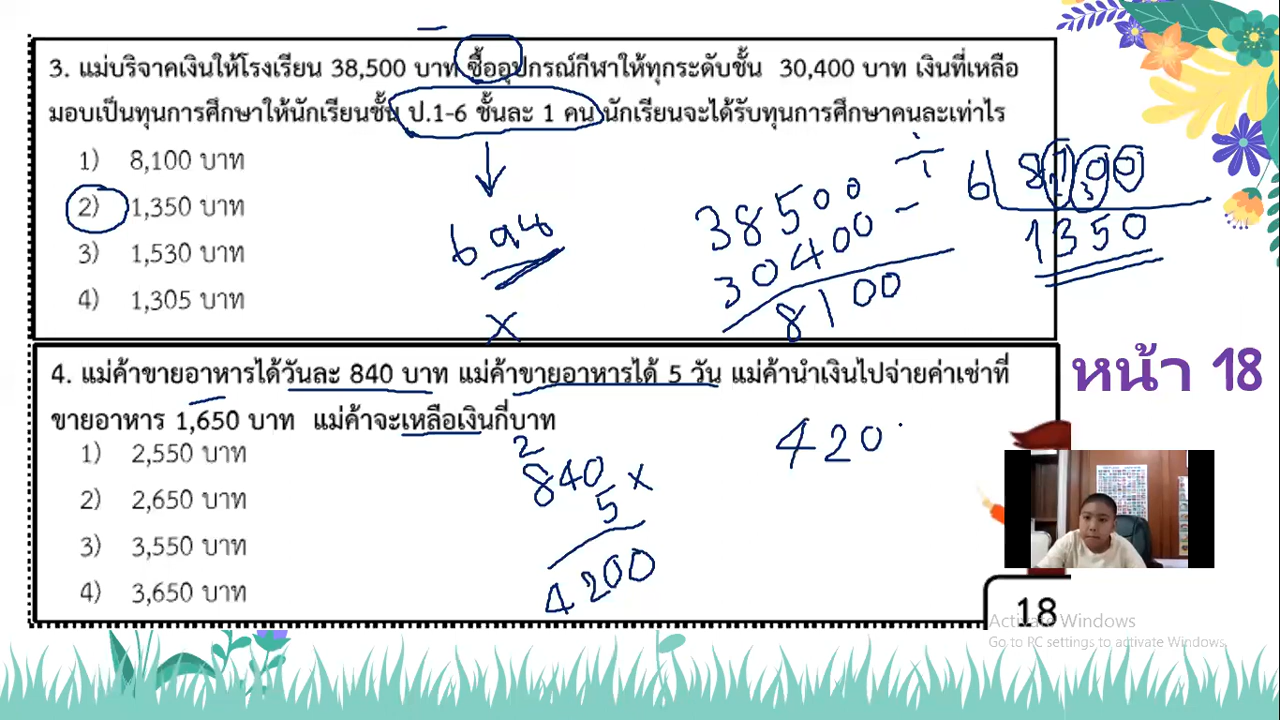 3. แม่บริจาคเงินให้โรงเรียน 38,500 บาท ซื้ออุปกรณ์กีฬาให้ทุกระดับชั้น 30,400 บาท เงินที่เหลือ
มอบเป็นทุนการศึกษาให้นักเรียนชั้น ป.1-6 ชั้นละ 1 คน นักเรียนจะได้รับทุนการศึกษาคนละเท่าไร
1) 8,100 บาท
2) 1,350 บาท
3) 1,530 บาท
4) 1,305 บาท
6 คน
×
38500
30400 -
8100
÷
6 8100
2 3
1350
4. แม่ค้าขายอาหารได้วันละ 840 บาท แม่ค้าขายอาหารได้ 5 วัน แม่ค้านำเงินไปจ่ายค่าเช่าที่
ขายอาหาร 1,650 บาท แม่ค้าจะเหลือเงินกี่บาท
1) 2,550 บาท
2) 2,650 บาท
3) 3,550 บาท
4) 3,650 บาท
2
840 ×
5
4200
420
หน้า 18
18
Activate Windows
Go to PC settings to activate Windows.